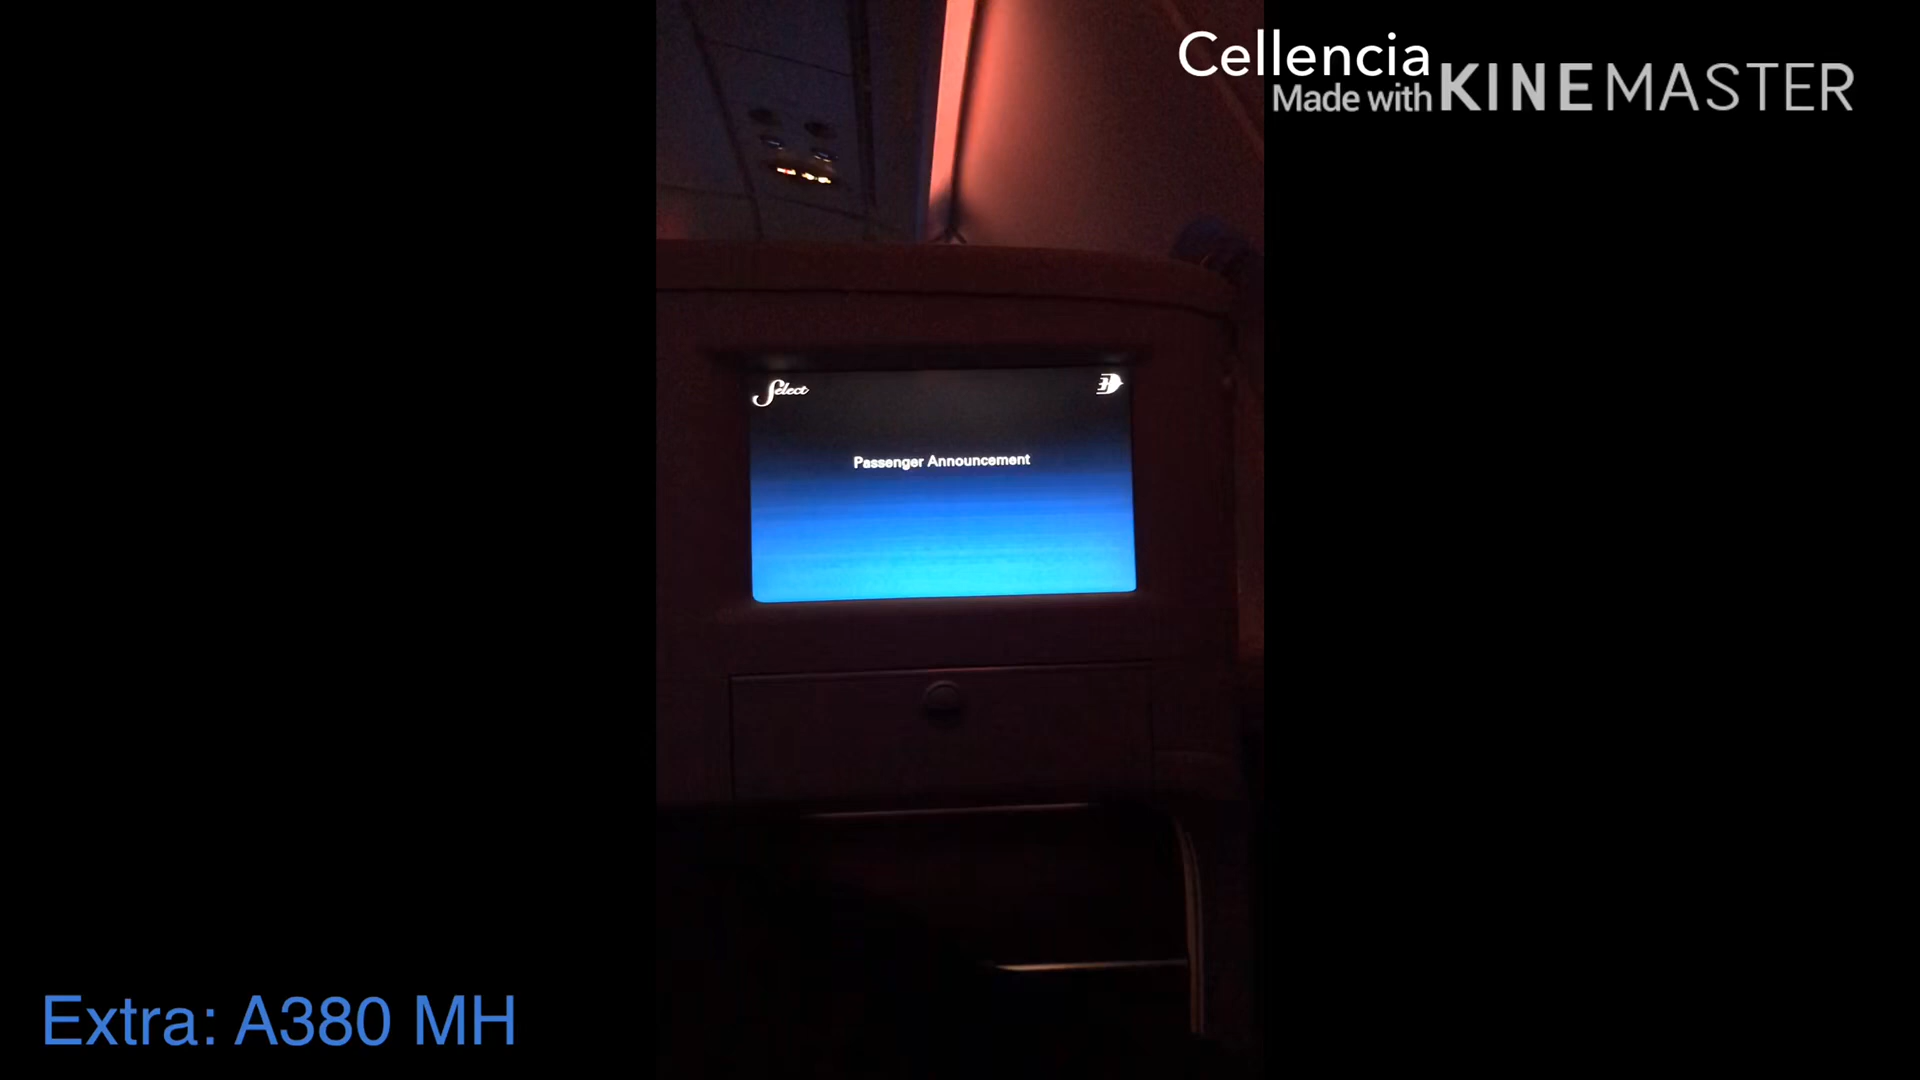 Cellencia
Made with KINEMASTER
Select
Passenger Announcement
Extra: A380 MH